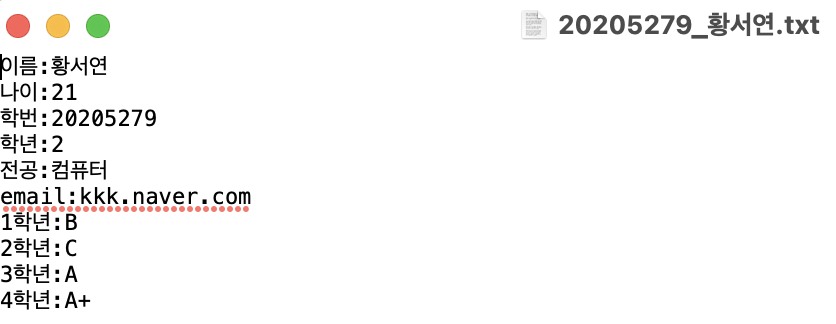 20205279_황서연.txt
이름:황서연
나이:21
학번:20205279
학년:2
전공:컴퓨터
email:kkk.naver.com
1학년:B
2학년:C
3학년:A
4학년:A+